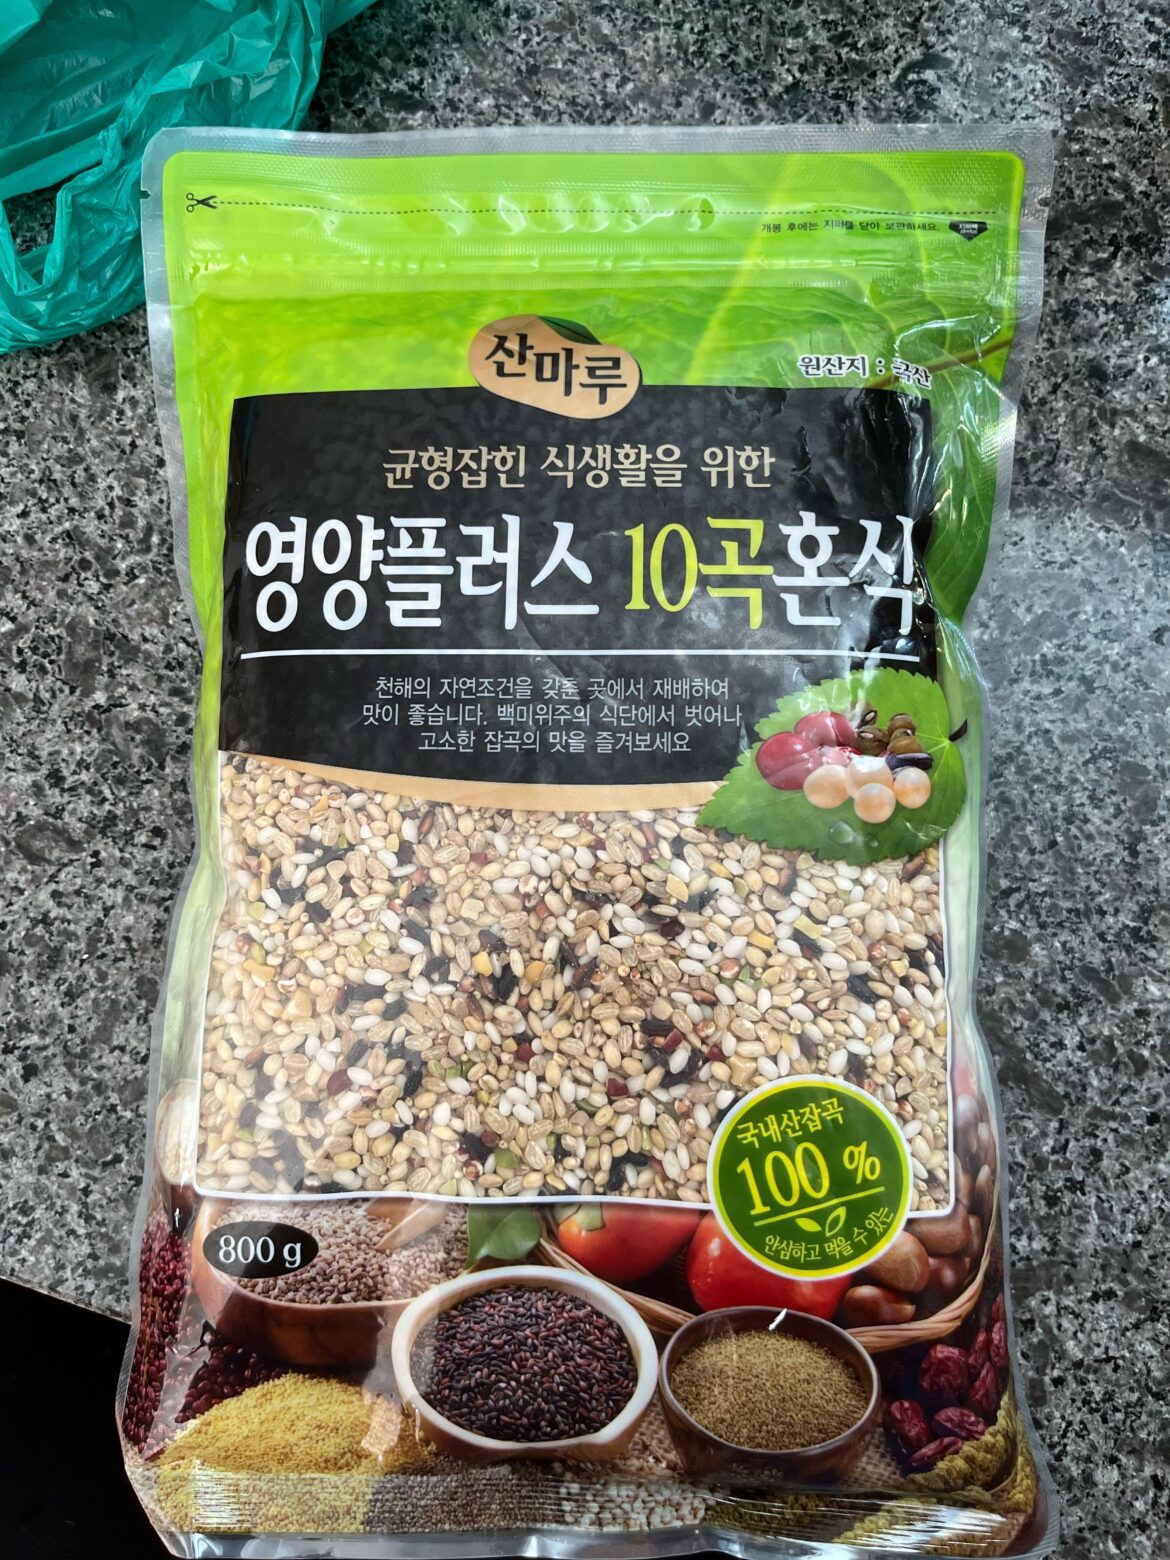 개봉 후에는 지퍼를 닫아 보관하세요.
산마루
원산지 : 국산
균형잡힌 식생활을 위한
영양플러스 10곡혼식
천혜의 자연조건을 갖춘 곳에서 재배하여
맛이 좋습니다. 백미위주의 식단에서 벗어나
고소한 잡곡의 맛을 즐겨보세요
국내산잡곡
100 %
안심하고 먹을 수 있는
800 g